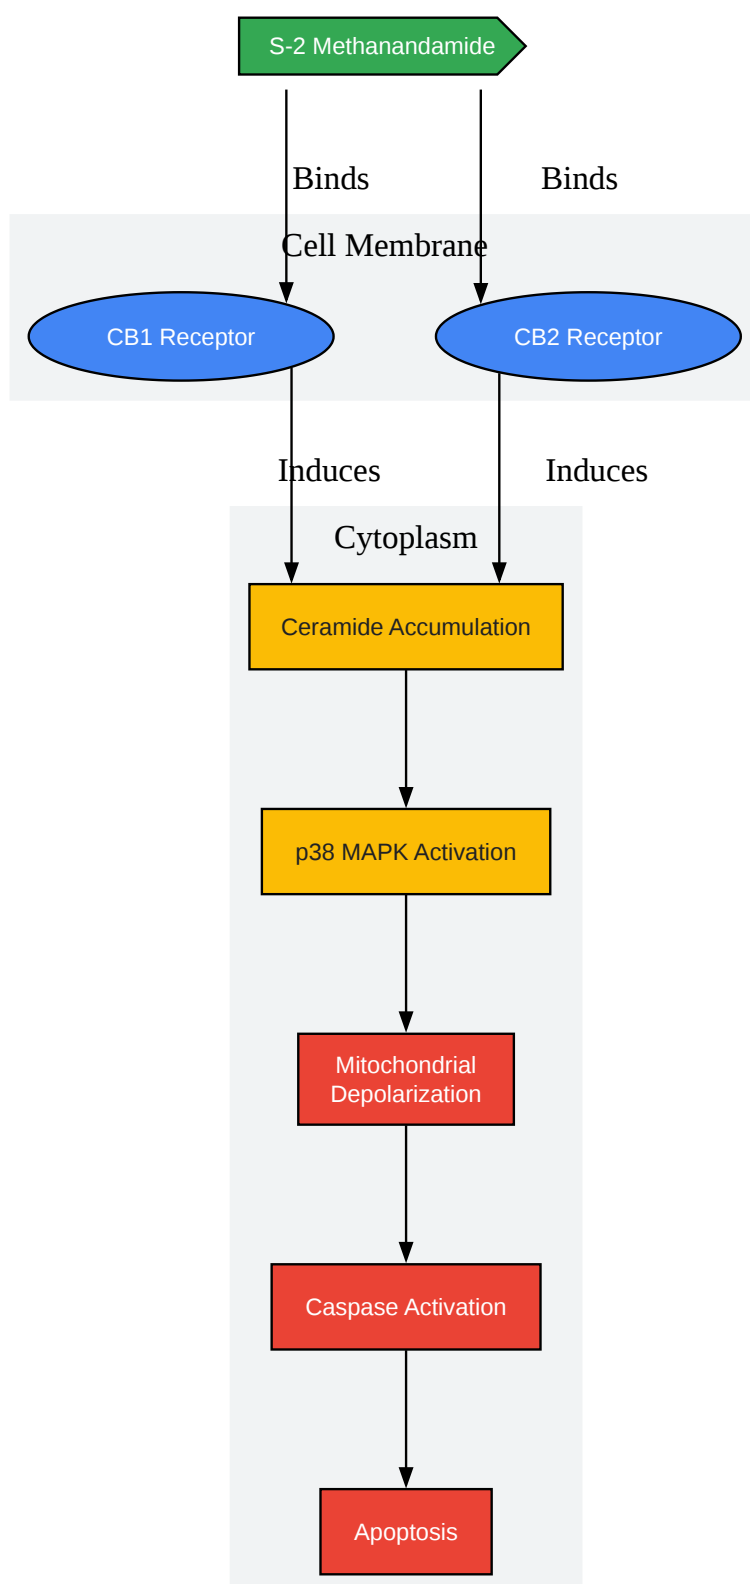 S-2 Methanandamide
Binds
Binds
Cell Membrane
CB1 Receptor
CB2 Receptor
Induces
Induces
Cytoplasm
Ceramide Accumulation
p38 MAPK Activation
Mitochondrial
Depolarization
Caspase Activation
Apoptosis